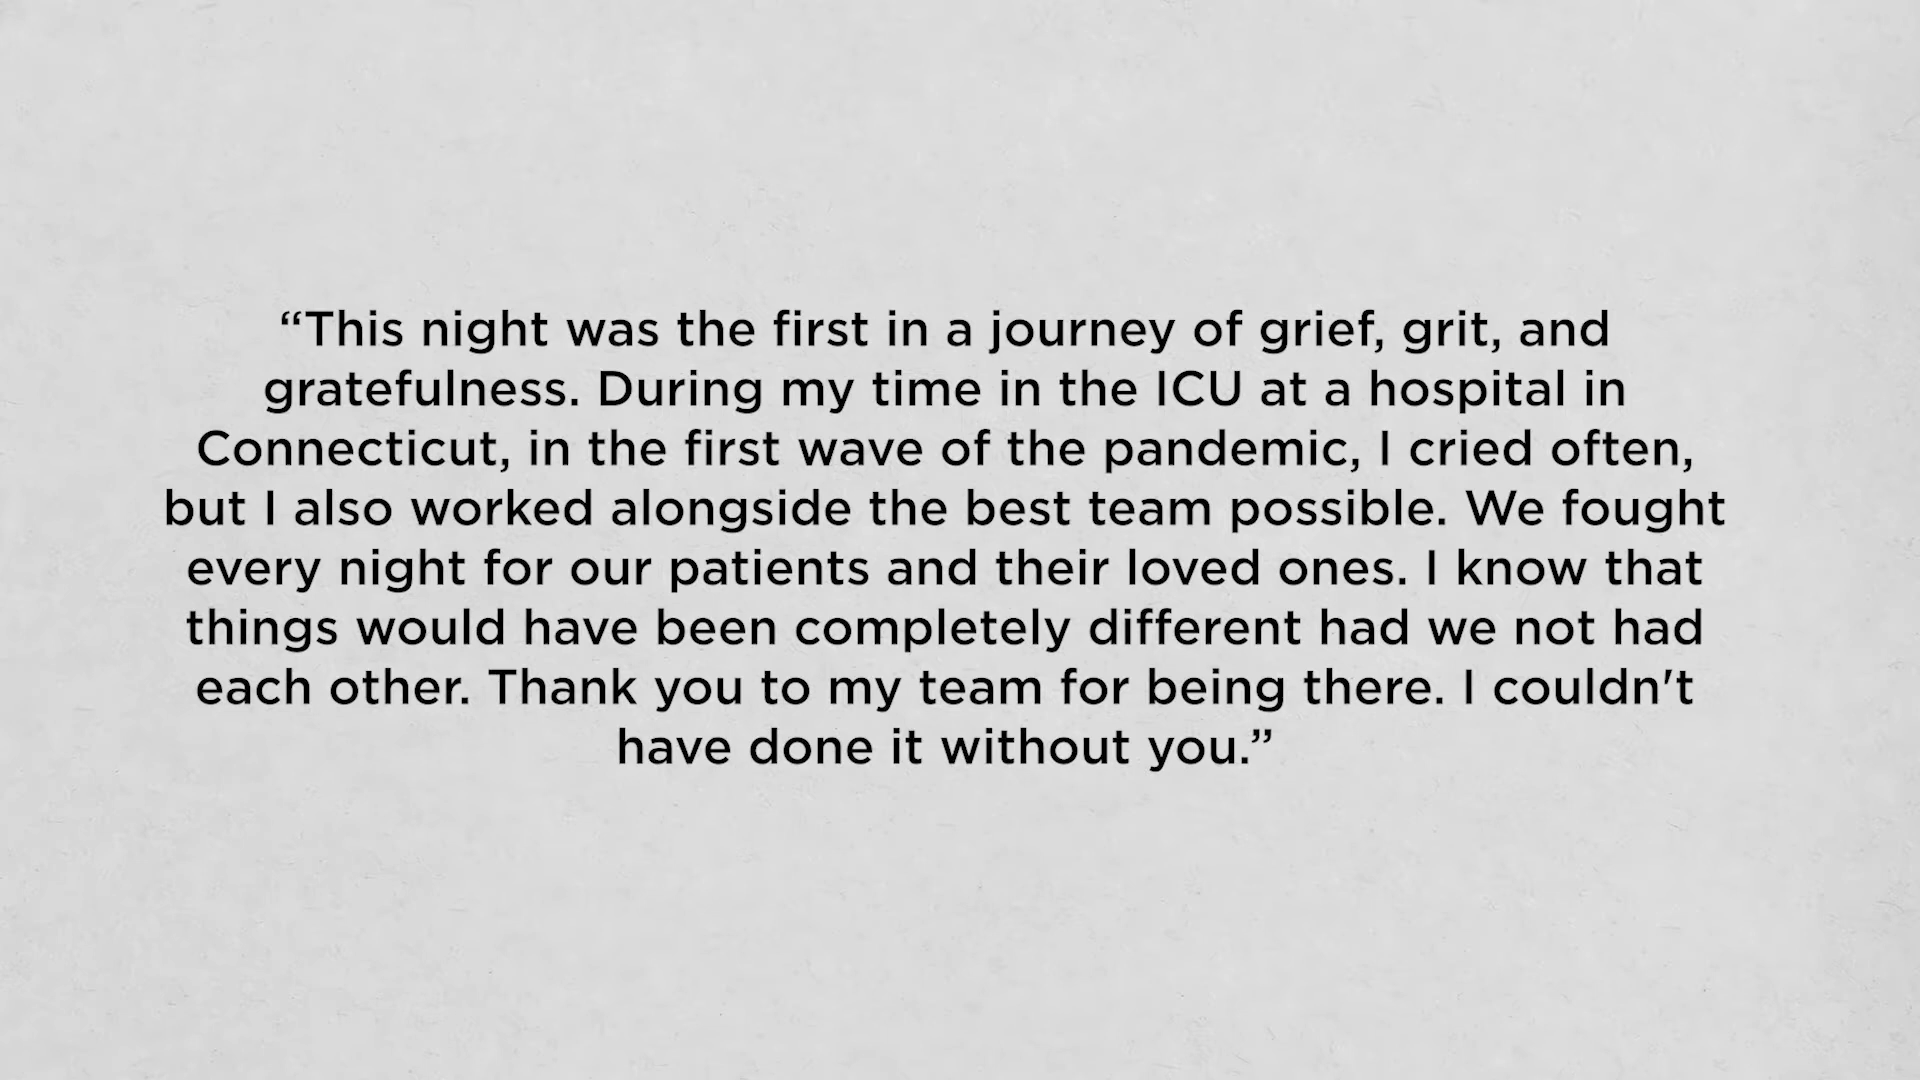 “This night was the first in a journey of grief, grit, and
gratefulness. During my time in the ICU at a hospital in
Connecticut, in the first wave of the pandemic, I cried often,
but I also worked alongside the best team possible. We fought
every night for our patients and their loved ones. I know that
things would have been completely different had we not had
each other. Thank you to my team for being there. I couldn't
have done it without you.”